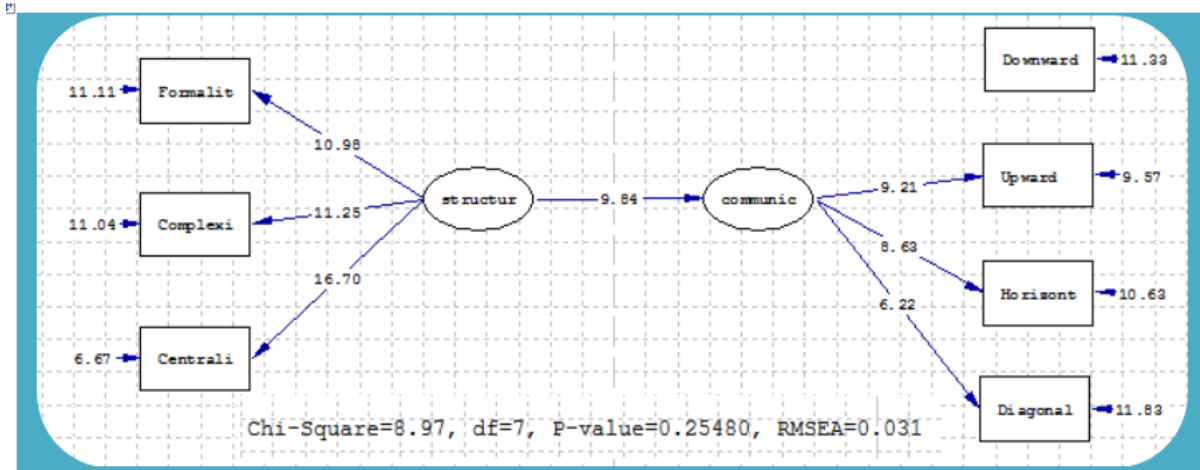 Downward
11.33
11.11
Formalit
10.98
Upward
9.57
9.21
structur
9.84
communic
11.04
Complexi
11.25
8.63
16.70
Horisont
10.63
6.22
6.67
Centrali
Diagonal
11.83
Chi-Square=8.97, df=7, P-value=0.25480, RMSEA=0.031